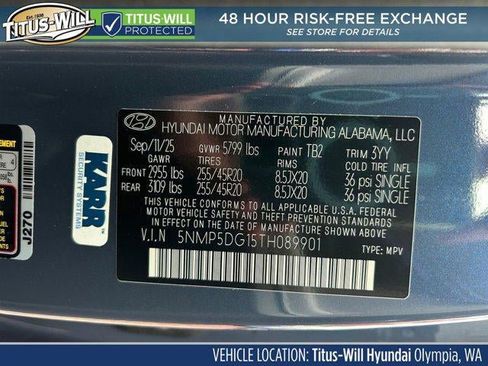 EST. 1938
TITUS-WILL
TITUS-WILL
PROTECTED
48 HOUR RISK-FREE EXCHANGE
SEE STORE FOR DETAILS
MANUFACTURED BY
HYUNDAI MOTOR MANUFACTURING ALABAMA, LLC
Sep/11/25 GVWR 5799 lbs PAINT TB2 TRIM 3YY
GAWR TIRES RIMS COLD TIRE INFL.
FRONT 2955 lbs 255/45R20 8.5JX20 36 psi SINGLE
REAR 3109 lbs 255/45R20 8.5JX20 36 psi SINGLE
THIS VEHICLE CONFORMS TO ALL APPLICABLE U.S.A. FEDERAL
MOTOR VEHICLE SAFETY AND THEFT PREVENTION STANDARDS
IN EFFECT ON THE DATE OF MANUFACTURE SHOWN ABOVE
V.I.N 5NMP5DG15TH089901 TYPE: MPV
KARR
SECURITY SYSTEMS
J270
VEHICLE LOCATION: Titus-Will Hyundai Olympia, WA